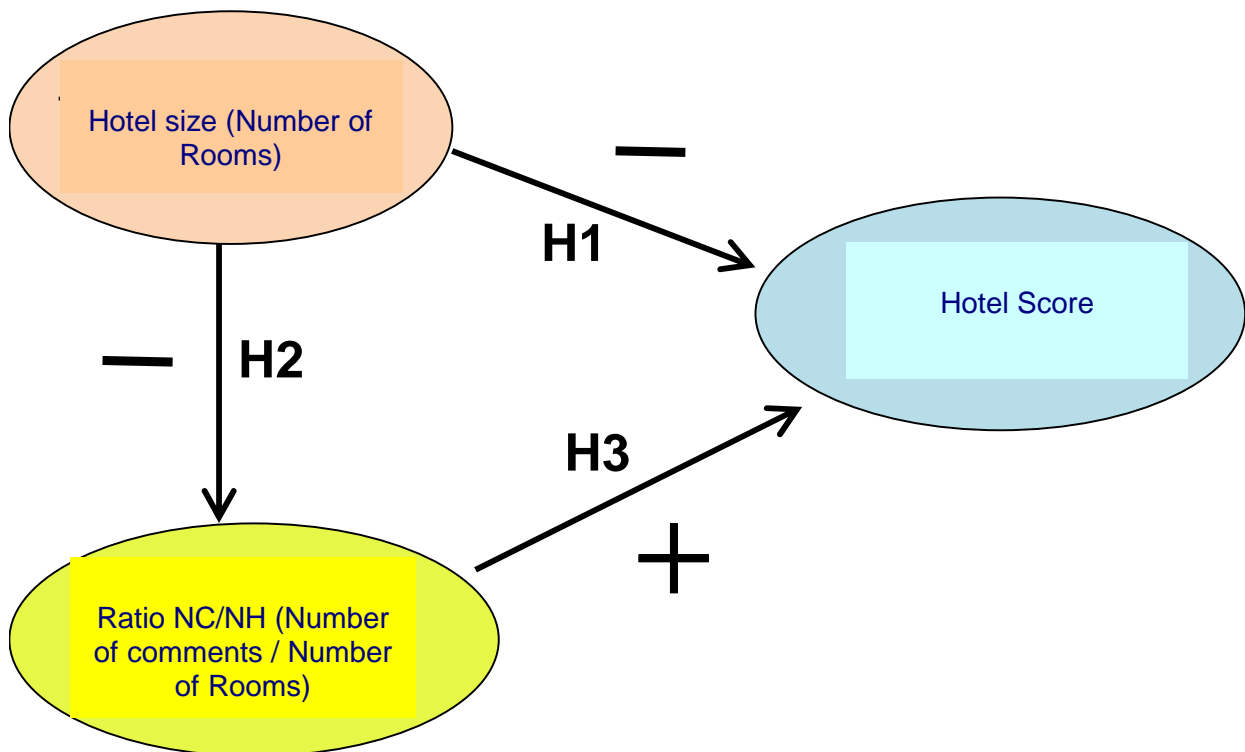 Hotel size (Number of
Rooms)
—
H1
Hotel Score
—
H2
H3
+
Ratio NC/NH (Number
of comments / Number
of Rooms)